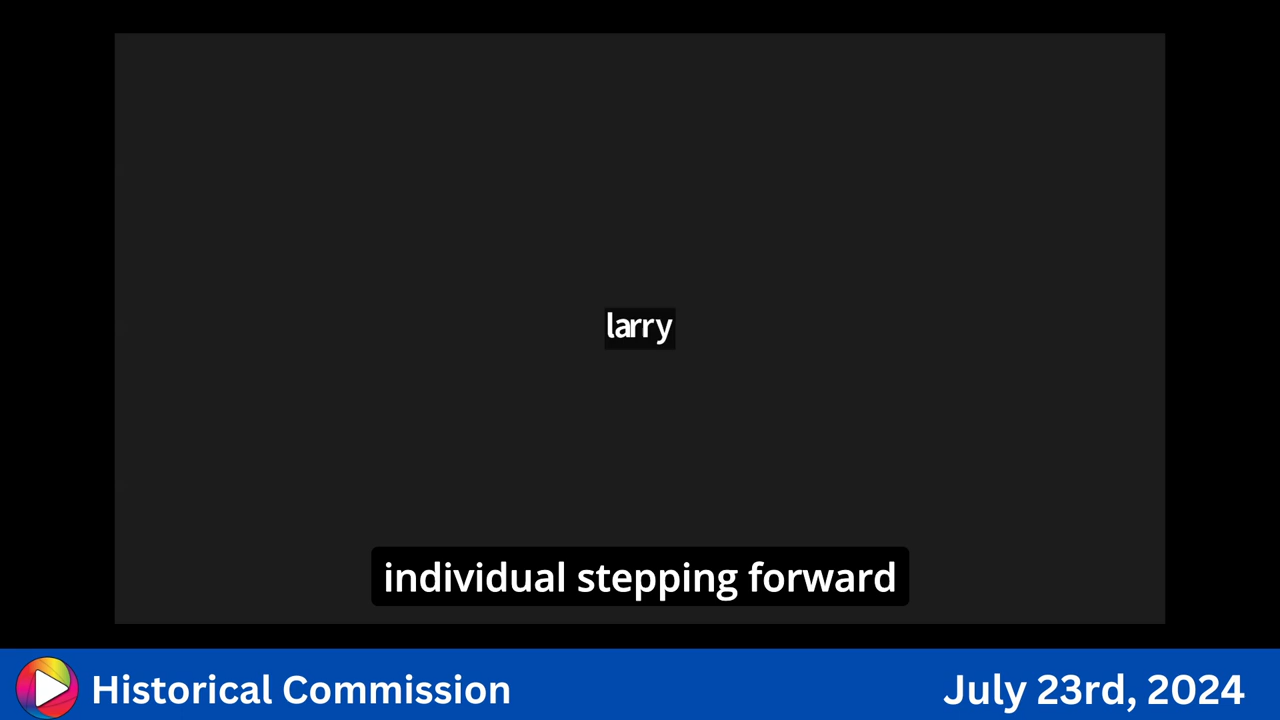 larry
individual stepping forward
Historical Commission
July 23rd, 2024